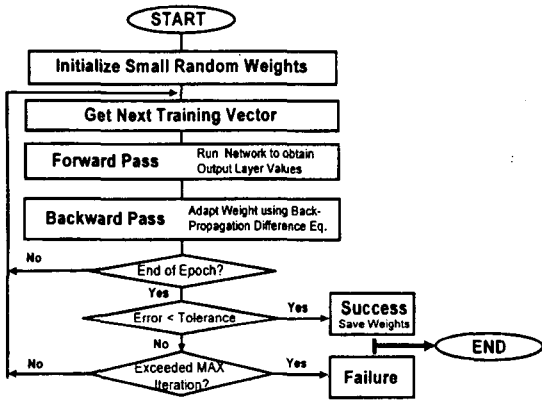 START
Initialize Small Random Weights
Get Next Training Vector
Forward Pass
Run Network to obtain
Output Layer Values
Backward Pass
Adapt Weight using Back-
Propagation Difference Eq.
No
End of Epoch?
Yes
Error < Tolerance
Yes
Success
Save Weights
No
END
No
Exceeded MAX
Iteration?
Yes
Failure